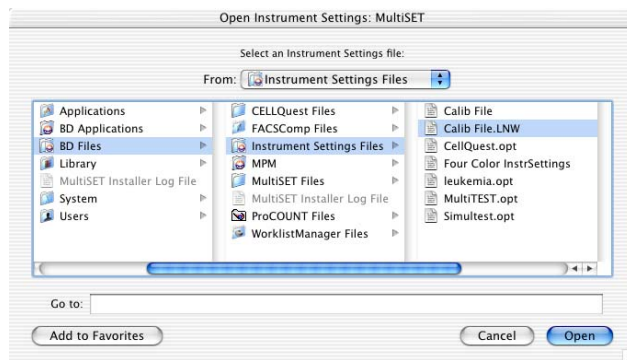 Open Instrument Settings: MultiSET
Select an Instrument Settings file:
From: Instrument Settings Files
Applications
BD Applications
BD Files
Library
MultiSET Installer Log File
System
Users
CELLQuest Files
FACSComp Files
Instrument Settings Files
MPM
MultiSET Files
MultiSET Installer Log File
ProCOUNT Files
WorklistManager Files
Calib File
Calib File.LNW
CellQuest.opt
Four Color InstrSettings
leukemia.opt
MultiTEST.opt
Simultest.opt
Go to:
Add to Favorites
Cancel
Open